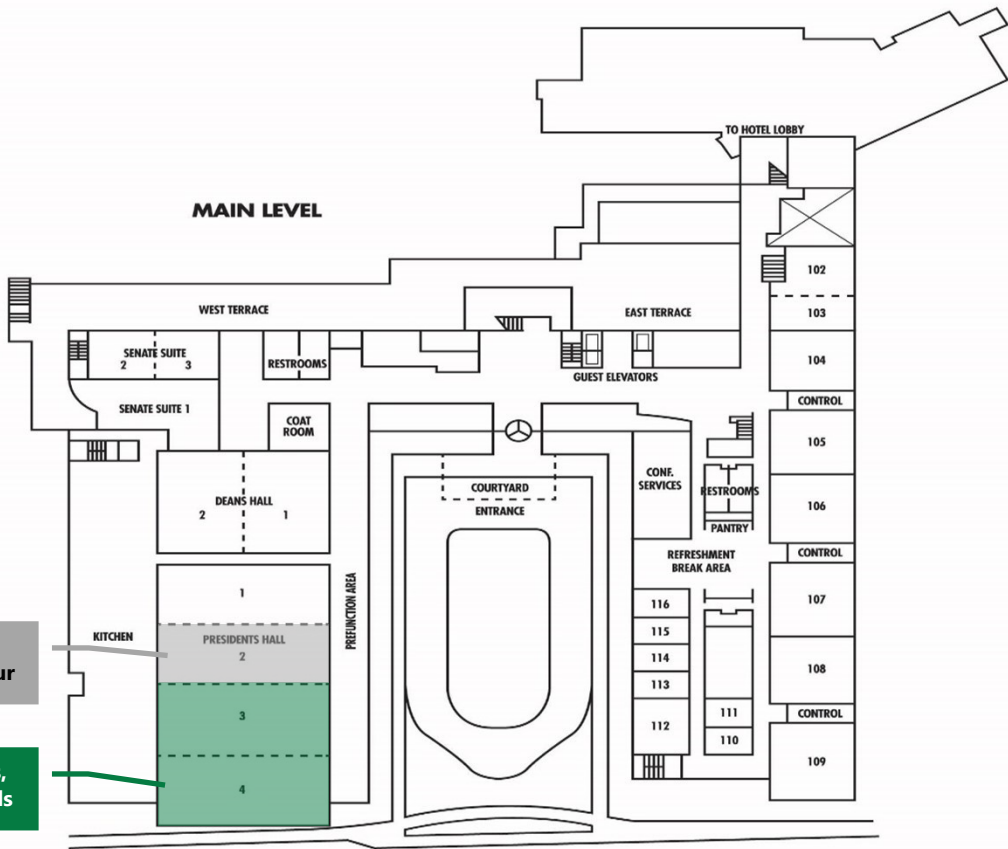 TO HOTEL LOBBY
MAIN LEVEL
102
WEST TERRACE
EAST TERRACE
103
SENATE SUITE
2 3
RESTROOMS
104
GUEST ELEVATORS
SENATE SUITE 1
CONTROL
COAT
ROOM
105
CONF.
SERVICES
COURTYARD
RESTROOMS
DEANS HALL
2 1
ENTRANCE
106
PANTRY
REFRESHMENT
BREAK AREA
CONTROL
1
PREFUNCTION AREA
116
107
KITCHEN
PRESIDENTS HALL
2
115
114
108
113
3
112
111
CONTROL
110
4
109